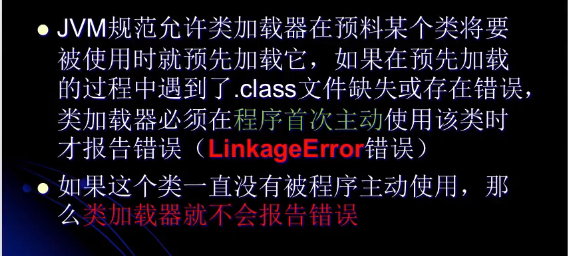 JVM规范允许类加载器在预料某个类将要
被使用时就预先加载它，如果在预先加载
的过程中遇到了.class文件缺失或存在错误，
类加载器必须在程序首次主动使用该类时
才报告错误（LinkageError错误）
如果这个类一直没有被程序主动使用，那
么类加载器就不会报告错误